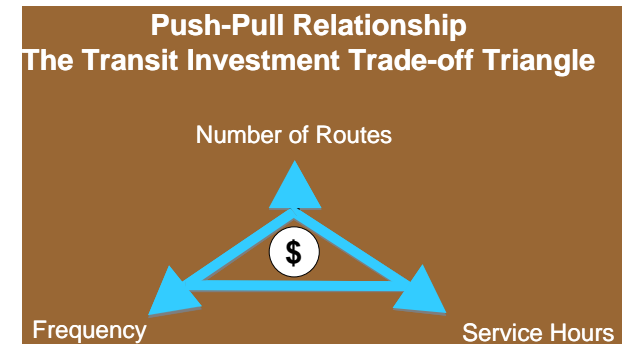 Push-Pull Relationship
The Transit Investment Trade-off Triangle
Number of Routes
$
Frequency
Service Hours